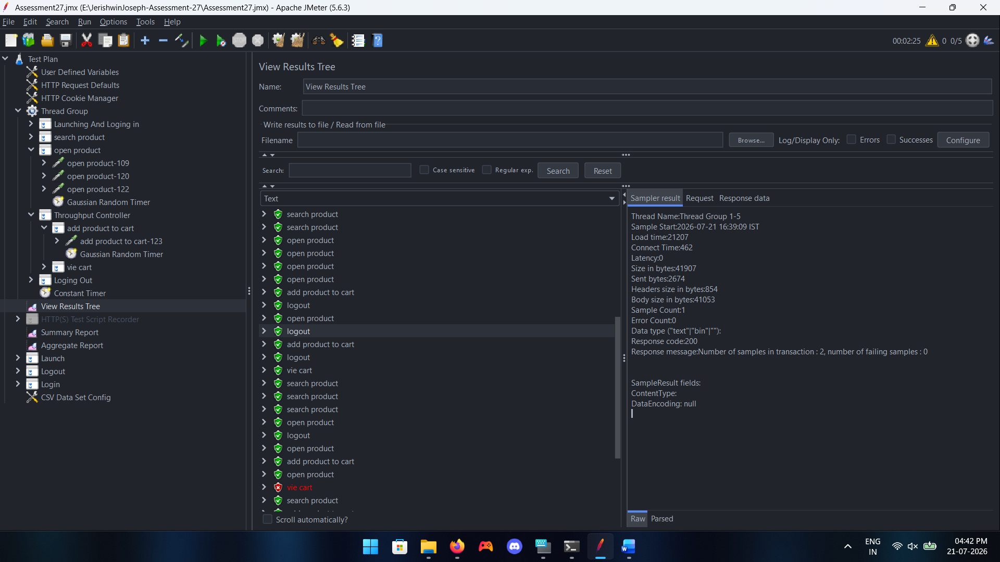 Assessment27.jmx (E:\JerishwinJoseph-Assessment-27\Assessment27.jmx) - Apache JMeter (5.6.3)
File Edit Search Run Options Tools Help
STOP
00:02:25 0 0/5
Test Plan
User Defined Variables
HTTP Request Defaults
HTTP Cookie Manager
Thread Group
Launching And Loging in
search product
open product
open product-109
open product-120
open product-122
Gaussian Random Timer
Throughput Controller
add product to cart
add product to cart-123
Gaussian Random Timer
vie cart
Loging Out
Constant Timer
View Results Tree
HTTP(S) Test Script Recorder
Summary Report
Aggregate Report
Launch
Logout
Login
CSV Data Set Config
View Results Tree
Name: View Results Tree
Comments:
Write results to file / Read from file
Filename Browse... Log/Display Only: Errors Successes Configure
Search: Case sensitive Regular exp. Search Reset
Text
search product
search product
open product
open product
open product
open product
add product to cart
logout
open product
logout
add product to cart
logout
vie cart
search product
search product
search product
open product
logout
open product
add product to cart
open product
vie cart
search product
Scroll automatically?
Sampler result Request Response data
Thread Name:Thread Group 1-5
Sample Start:2026-07-21 16:39:09 IST
Load time:21207
Connect Time:462
Latency:0
Size in bytes:41907
Sent bytes:2674
Headers size in bytes:854
Body size in bytes:41053
Sample Count:1
Error Count:0
Data type ("text"|"bin"|""):
Response code:200
Response message:Number of samples in transaction : 2, number of failing samples : 0
SampleResult fields:
ContentType:
DataEncoding: null
Raw Parsed
ENG
IN
04:42 PM
21-07-2026